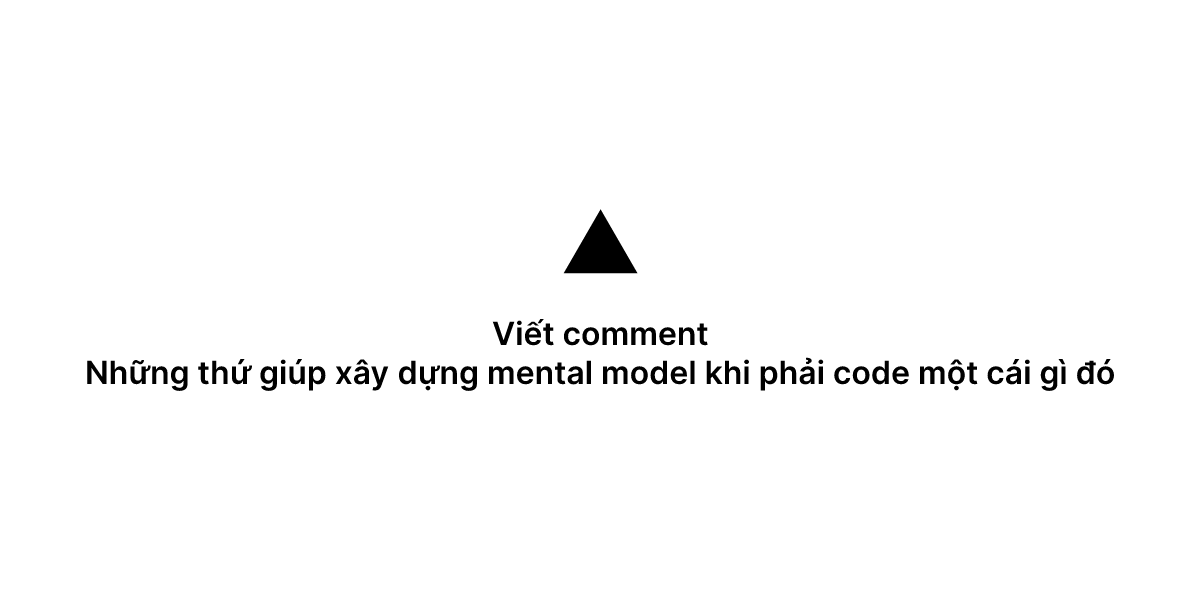 Viết comment
Những thứ giúp xây dựng mental model khi phải code một cái gì đó